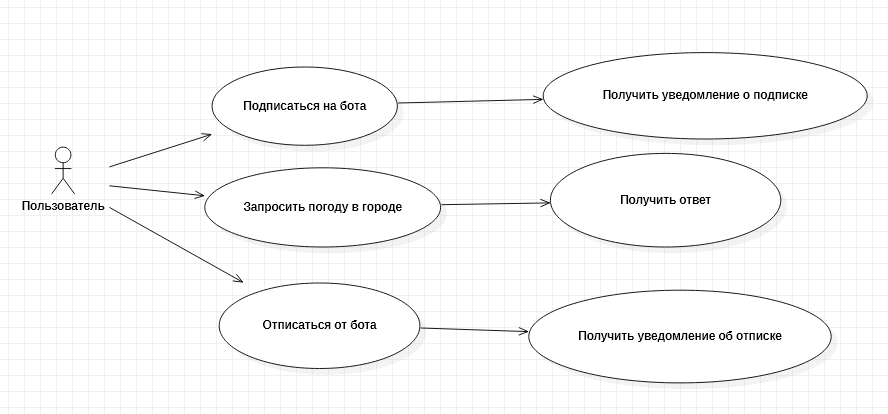 Подписаться на бота
Получить уведомление о подписке
Пользователь
Запросить погоду в городе
Получить ответ
Отписаться от бота
Получить уведомление об отписке